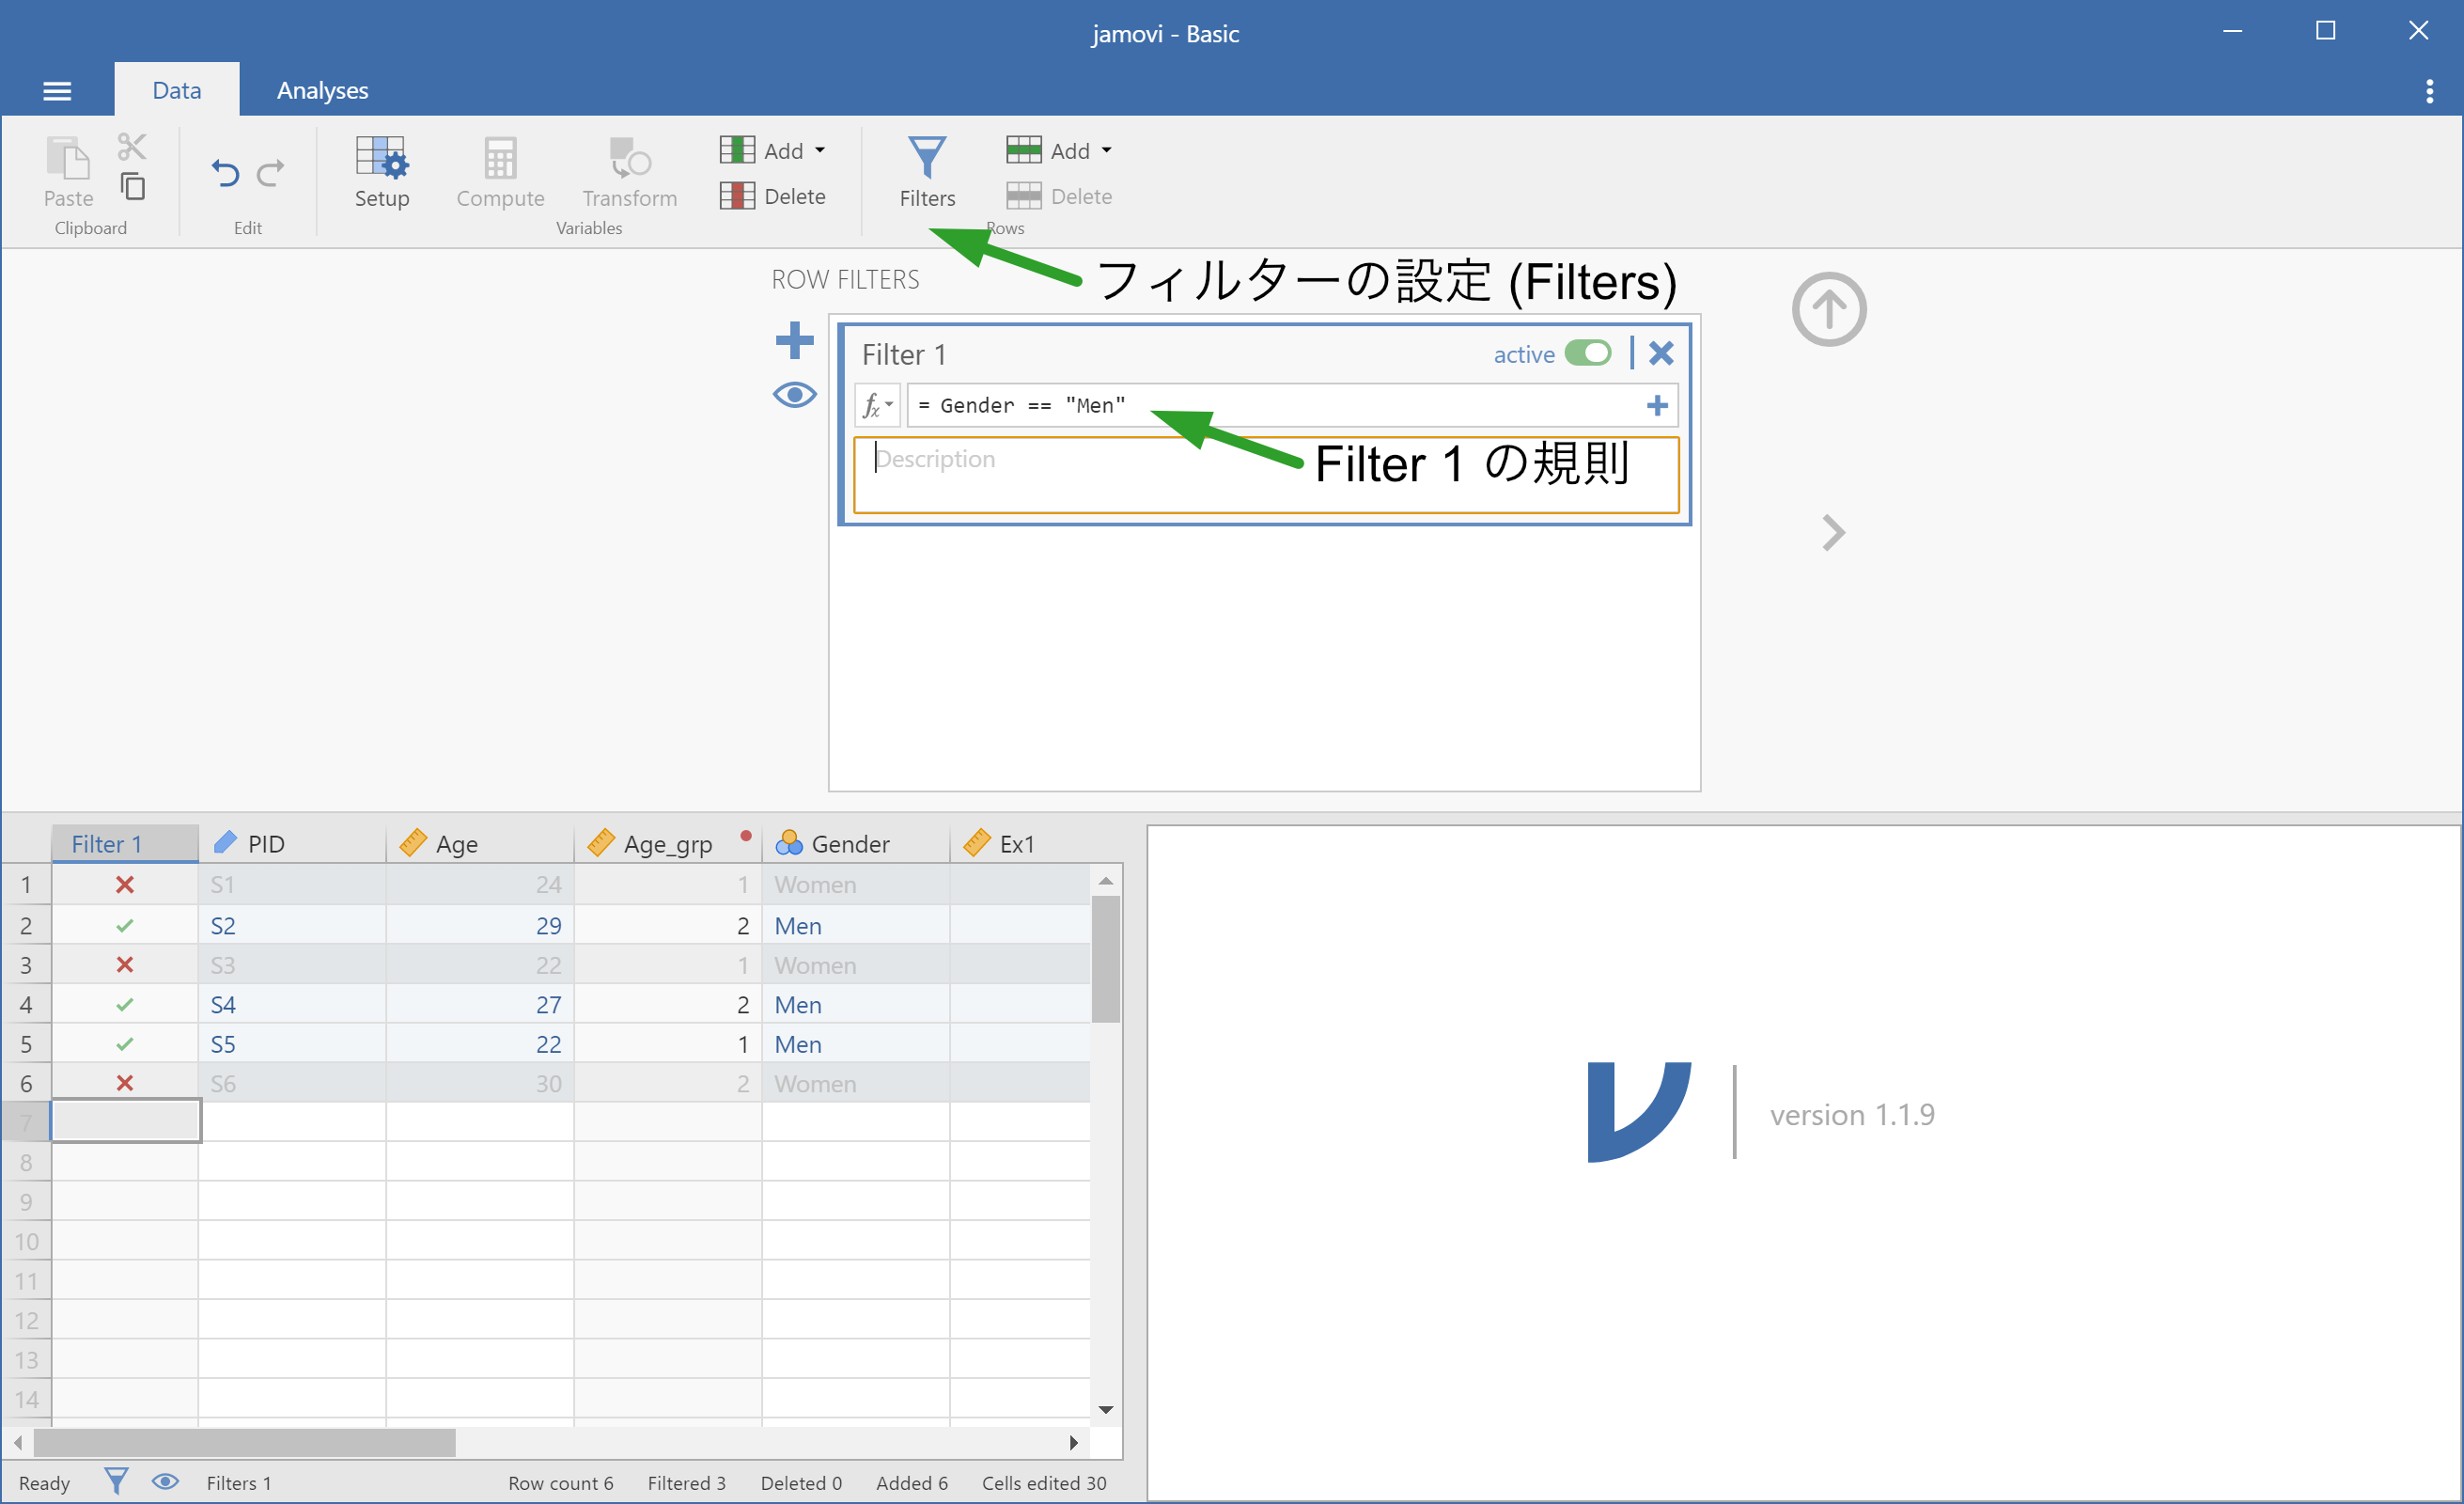 jamovi - Basic
Data Analyses
Paste
Clipboard
Edit
Setup
Compute
Transform
Add
Delete
Variables
Filters
Add
Delete
Rows
フィルターの設定 (Filters)
ROW FILTERS
Filter 1 active
fx = Gender == "Men"
Description
Filter 1 の規則
Filter 1 PID Age Age_grp Gender Ex1
1 S1 24 1 Women
2 S2 29 2 Men
3 S3 22 1 Women
4 S4 27 2 Men
5 S5 22 1 Men
6 S6 30 2 Women
7
8
9
10
11
12
13
14
version 1.1.9
Ready Filters 1 Row count 6 Filtered 3 Deleted 0 Added 6 Cells edited 30